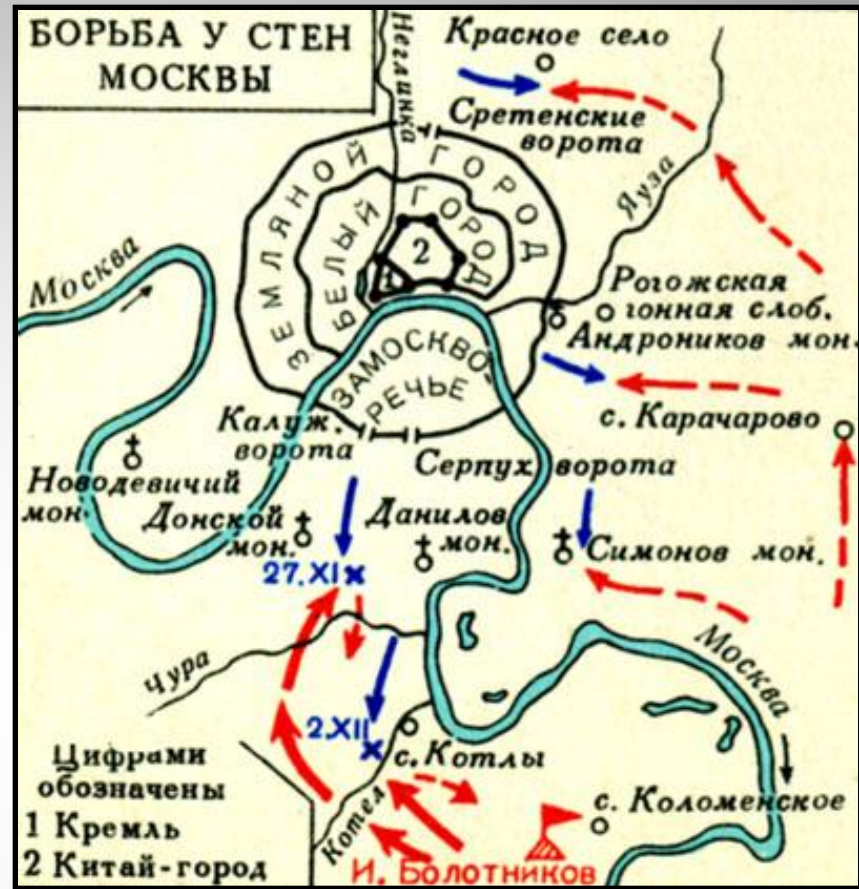 БОРЬБА У СТЕН
МОСКВЫ
Неглинка
Красное село
Сретенские
ворота
Яуза
ЗЕМЛЯНОЙ ГОРОД
БЕЛЫЙ ГОРОД
2
1
Москва
Рогожская
гонная слоб.
Андроников мон.
ЗАМОСКВО-
РЕЧЬЕ
с. Карачарово
Калуж.
ворота
Серпух ворота
Новодевичий
мон.
Донской
мон.
Данилов
мон.
Симонов мон.
27.XI
Москва
Чура
2.XII
с. Котлы
Котел
с. Коломенское
И. Болотников
Цифрами
обозначены
1 Кремль
2 Китай-город